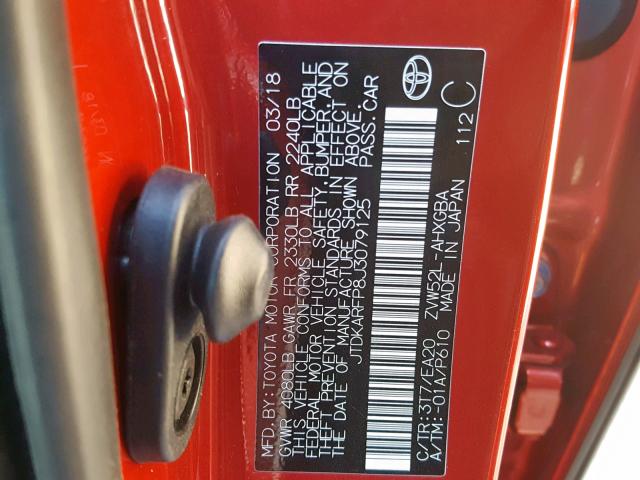 MFD. BY: TOYOTA MOTOR CORPORATION 03/18
GVWR 4080LB GAWR FR 2330LB RR 2240LB
THIS VEHICLE CONFORMS TO ALL APPLICABLE
FEDERAL MOTOR VEHICLE SAFETY, BUMPER, AND
THEFT PREVENTION STANDARDS IN EFFECT ON
THE DATE OF MANUFACTURE SHOWN ABOVE.
JTDKARFP8J3079125 PASS. CAR
C/TR: 3T7/EA20 ZVW52L-AHXGBA
A/TM: -01A/P610 MADE IN JAPAN 112 C